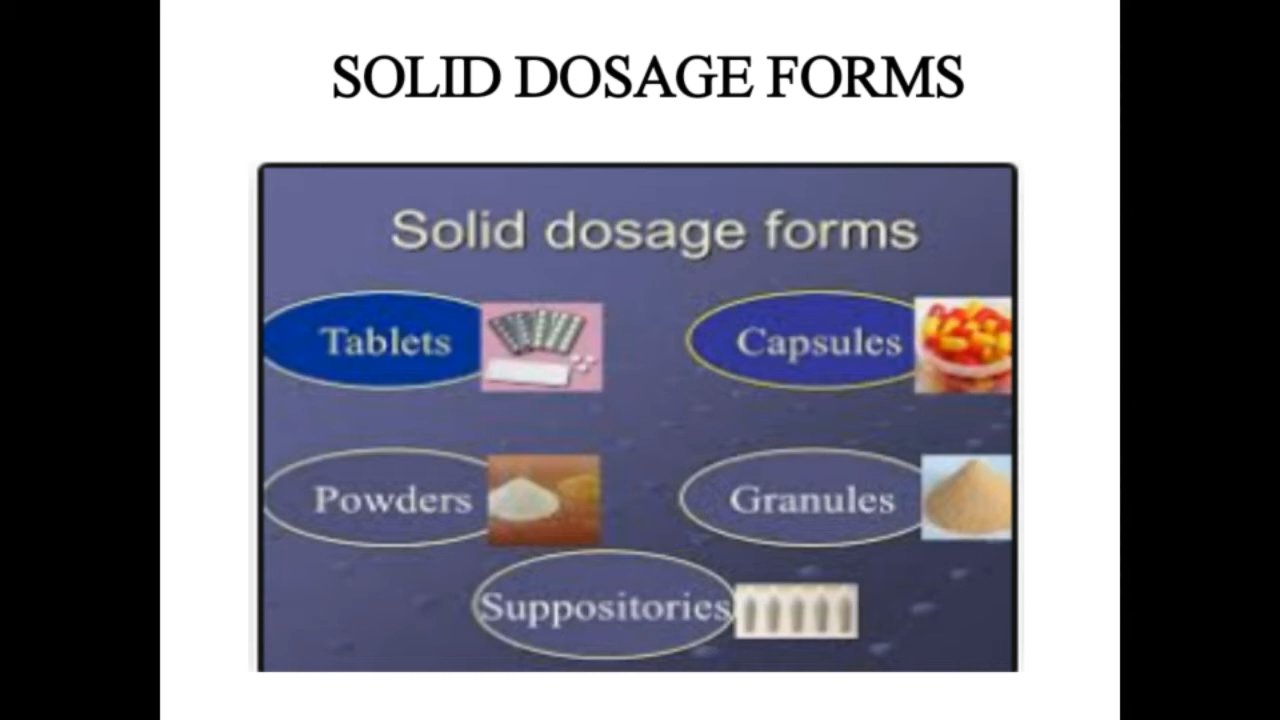 SOLID DOSAGE FORMS
Solid dosage forms
Tablets
Capsules
Powders
Granules
Suppositories